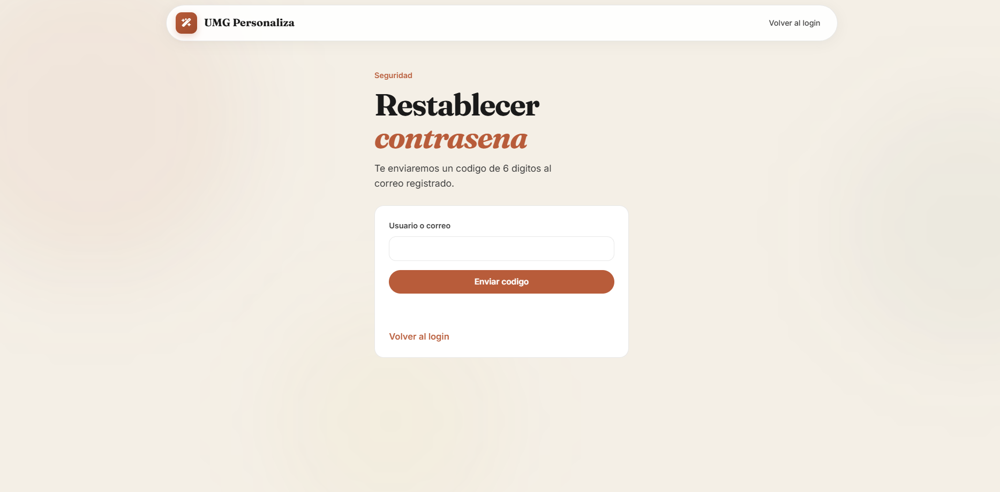 UMG Personaliza
Volver al login
Seguridad
Restablecer
contrasena
Te enviaremos un codigo de 6 digitos al
correo registrado.
Usuario o correo
Enviar codigo
Volver al login